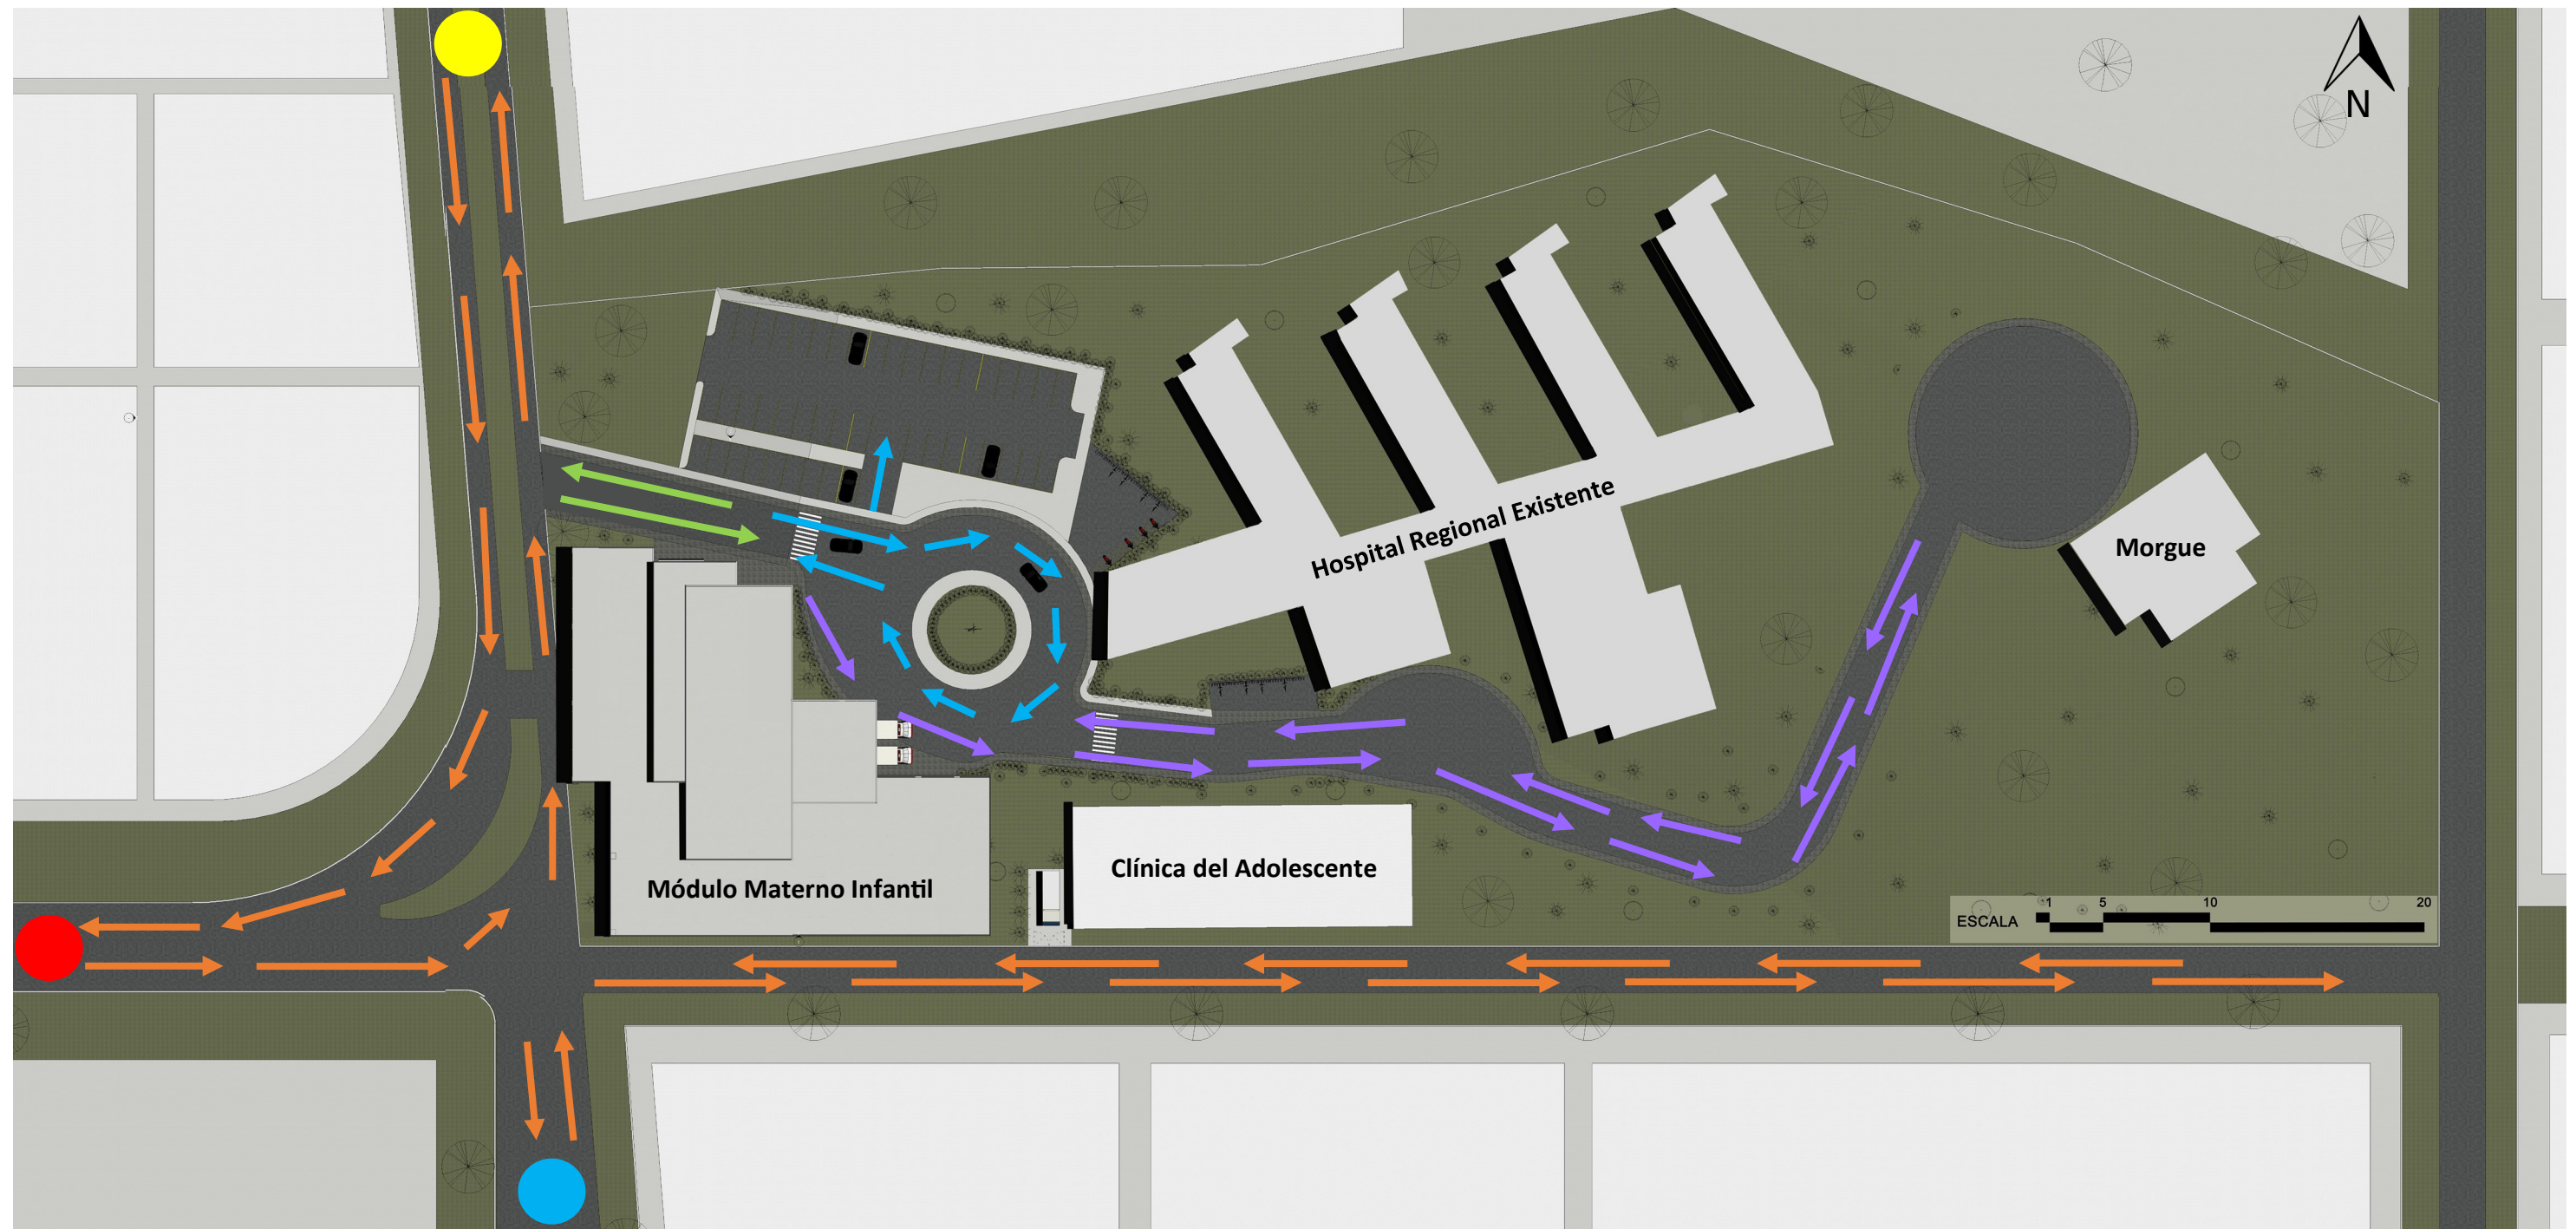 N
Hospital Regional Existente
Morgue
Clínica del Adolescente
Módulo Materno Infantil
ESCALA 1 5 10 20